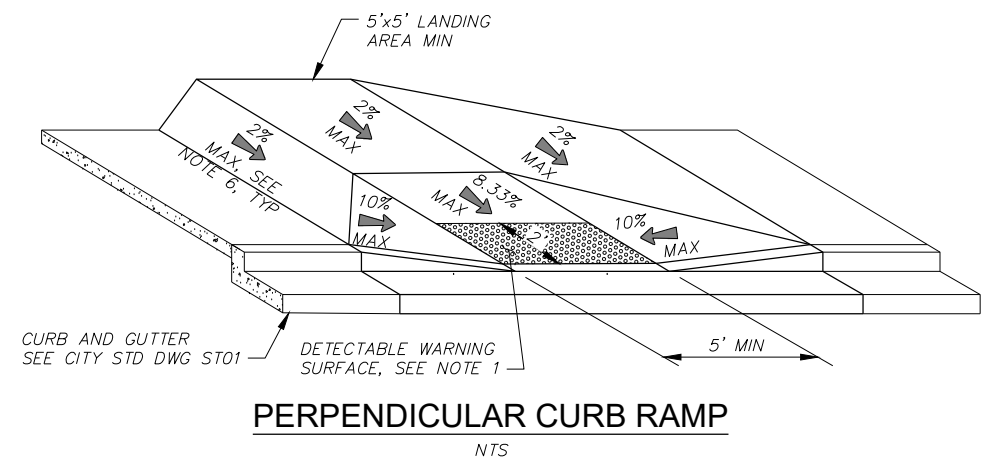 5'x5' LANDING
AREA MIN
2%
MAX
2%
MAX
2%
MAX, SEE
NOTE 6, TYP
8.33%
MAX
10%
MAX
10%
MAX
2'
CURB AND GUTTER
SEE CITY STD DWG ST01
DETECTABLE WARNING
SURFACE, SEE NOTE 1
5' MIN
PERPENDICULAR CURB RAMP
NTS